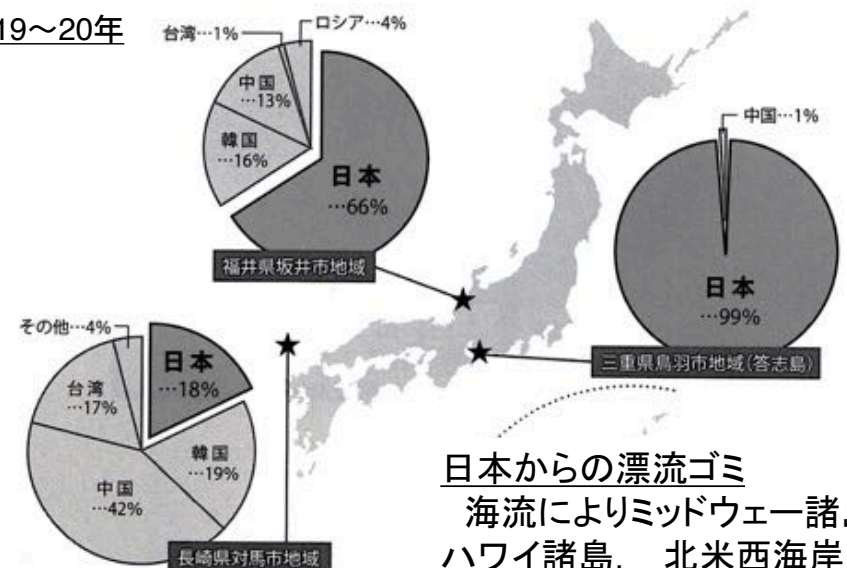 19～20年
台湾…1%
ロシア…4%
中国
…13%
韓国
…16%
日本
…66%
福井県坂井市地域
中国…1%
日本
…99%
三重県鳥羽市地域(答志島)
その他…4%
日本
…18%
台湾
…17%
韓国
…19%
中国
…42%
長崎県対馬市地域
日本からの漂流ゴミ
海流によりミッドウェー諸
ハワイ諸島, 北米西海岸